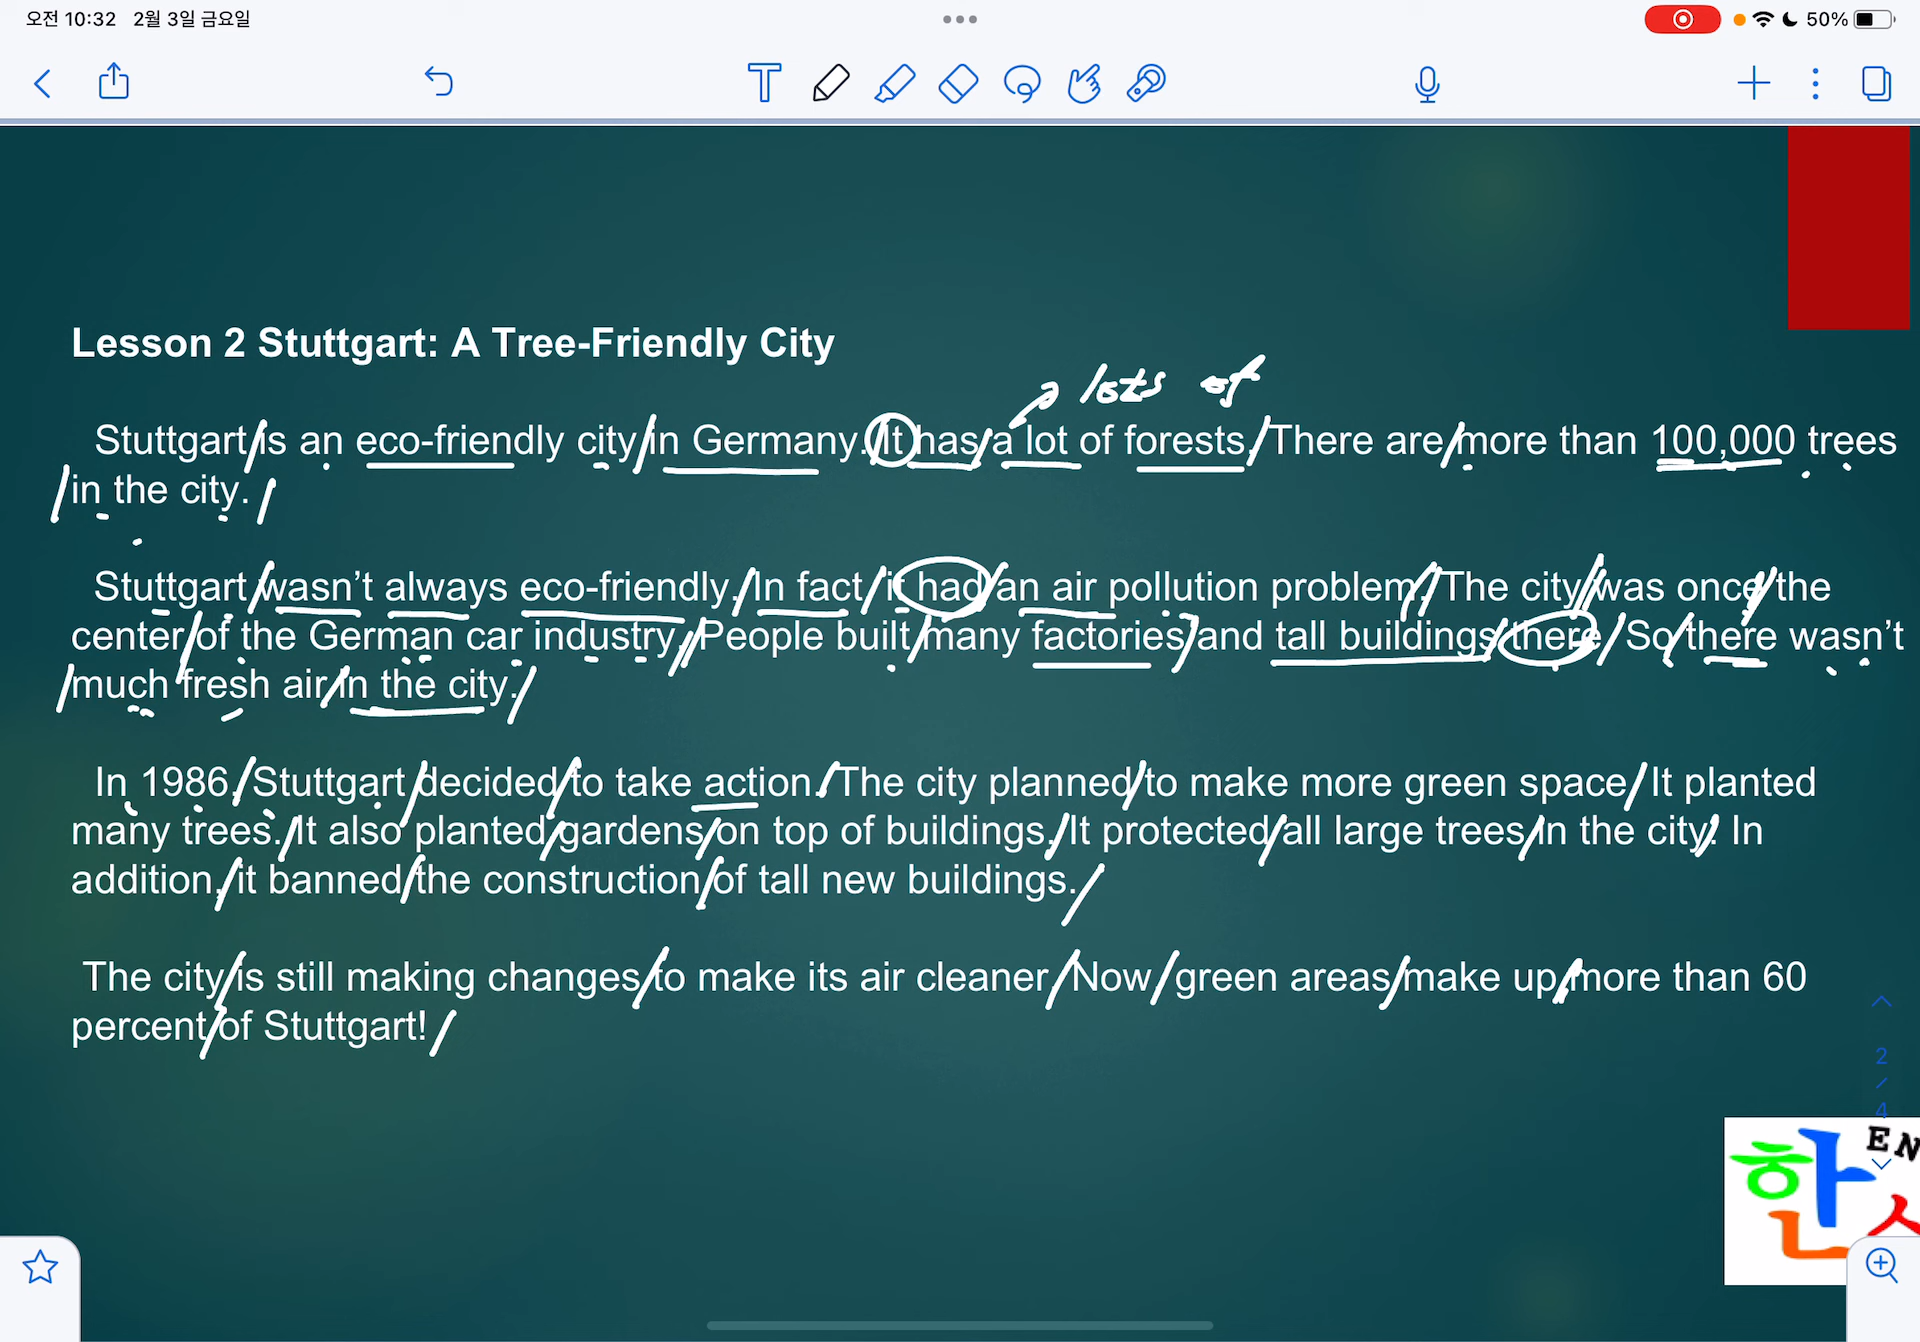 오전 10:32 2월 3일 금요일
50%
Lesson 2 Stuttgart: A Tree-Friendly City
lots of
Stuttgart is an eco-friendly city in Germany. It has a lot of forests. There are more than 100,000 trees
in the city.
Stuttgart wasn't always eco-friendly. In fact, it had an air pollution problem. The city was once the
center of the German car industry. People built many factories and tall buildings there. So there wasn't
much fresh air in the city.
In 1986, Stuttgart decided to take action. The city planned to make more green space. It planted
many trees. It also planted gardens on top of buildings. It protected all large trees in the city. In
addition, it banned the construction of tall new buildings.
The city is still making changes to make its air cleaner. Now green areas make up more than 60
percent of Stuttgart!
2
/
4
EN
한